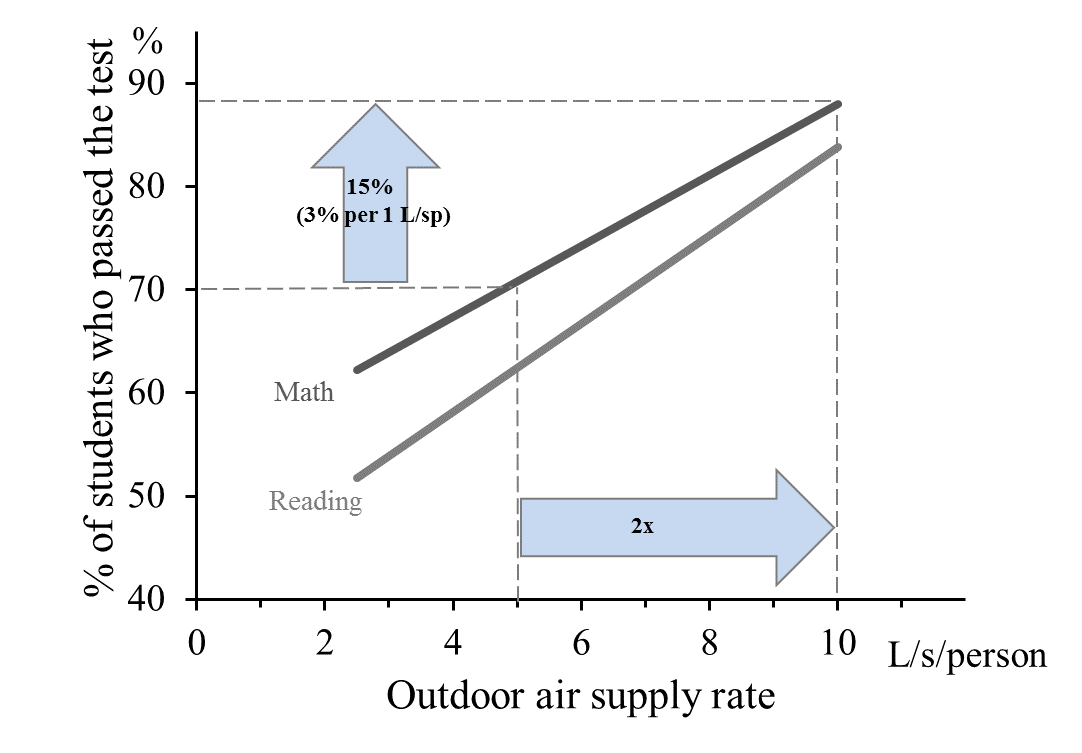 %
% of students who passed the test
90
80
70
60
50
40
15%
(3% per 1 L/sp)
Math
Reading
2x
0 2 4 6 8 10
L/s/person
Outdoor air supply rate